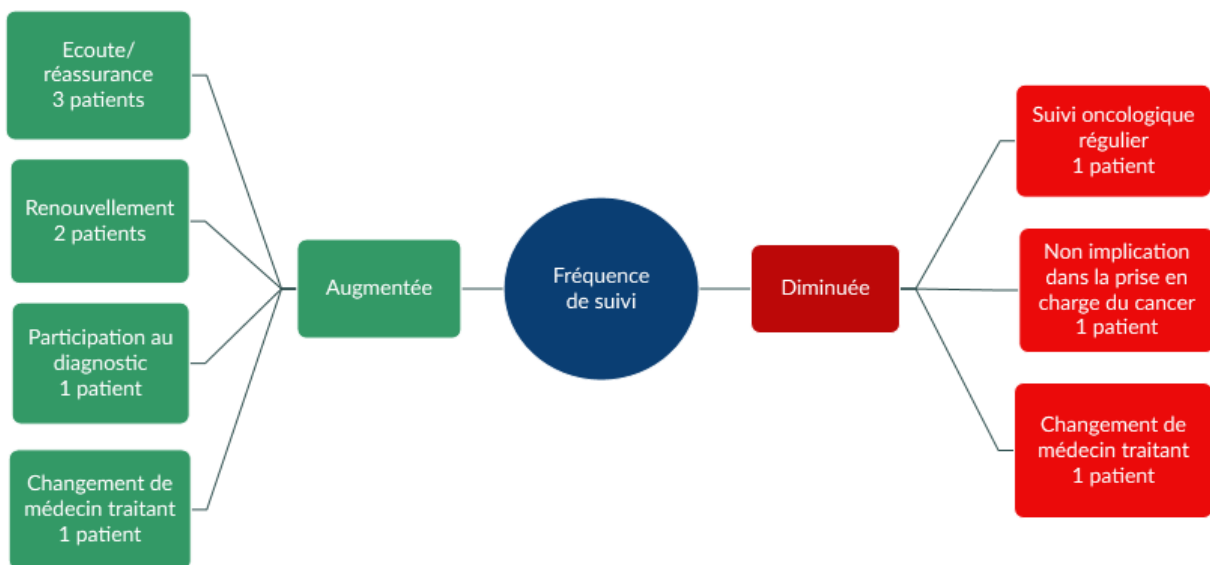 Ecoute/
réassurance
3 patients
Renouvellement
2 patients
Participation au
diagnostic
1 patient
Changement de
médecin traitant
1 patient
Augmentée
Fréquence
de suivi
Diminuée
Suivi oncologique
régulier
1 patient
Non implication
dans la prise en
charge du cancer
1 patient
Changement de
médecin traitant
1 patient